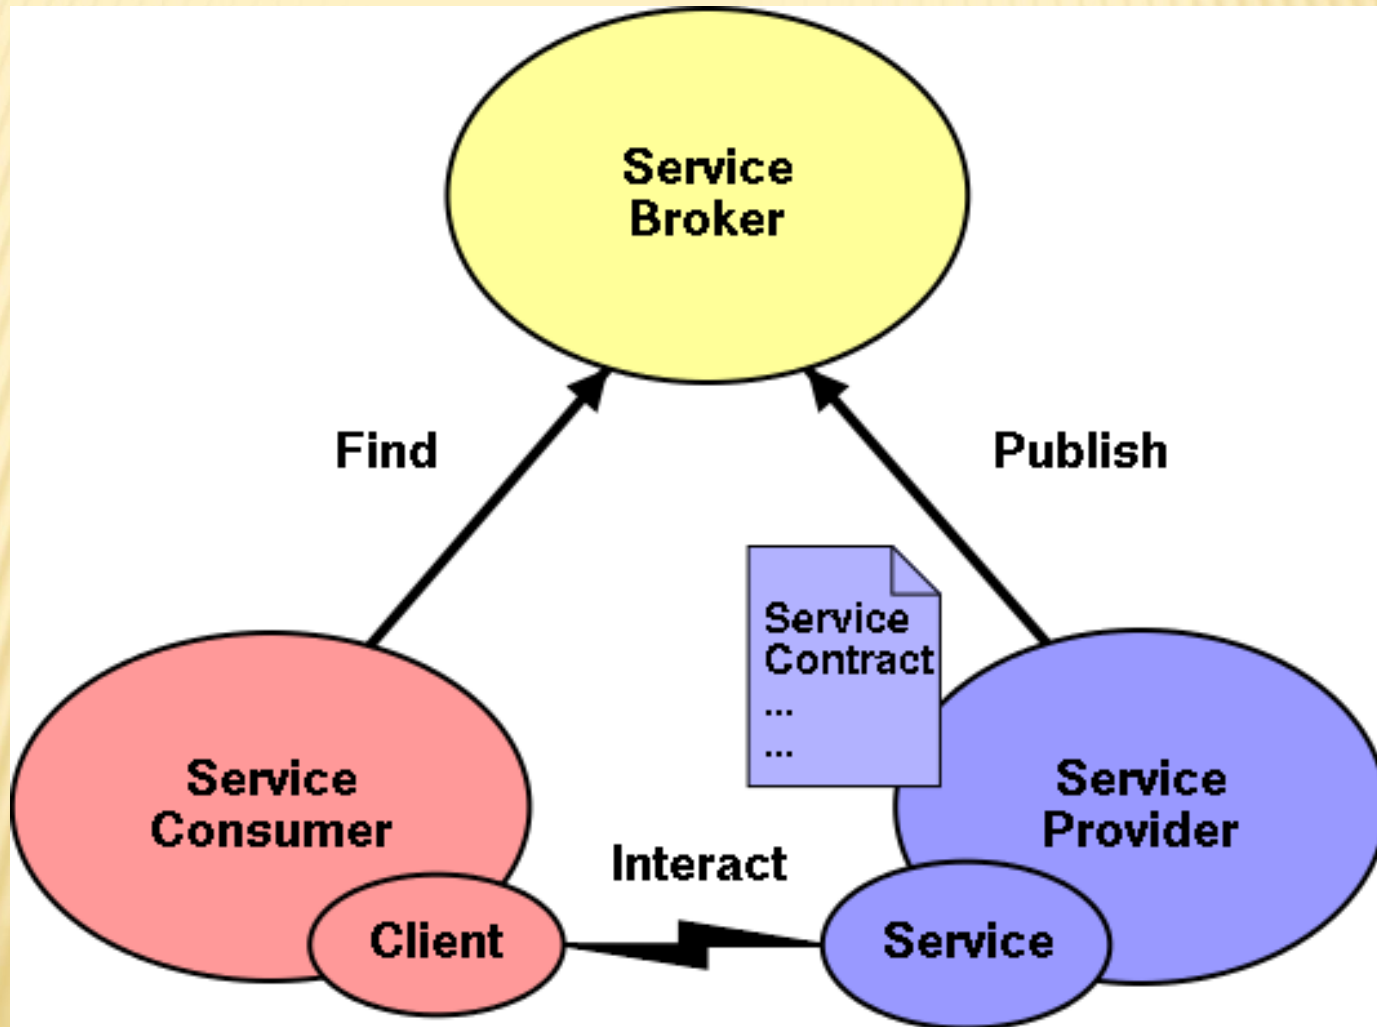 Service
Broker
Find
Publish
Service
Contract
...
...
Service
Consumer
Service
Provider
Interact
Client
Service